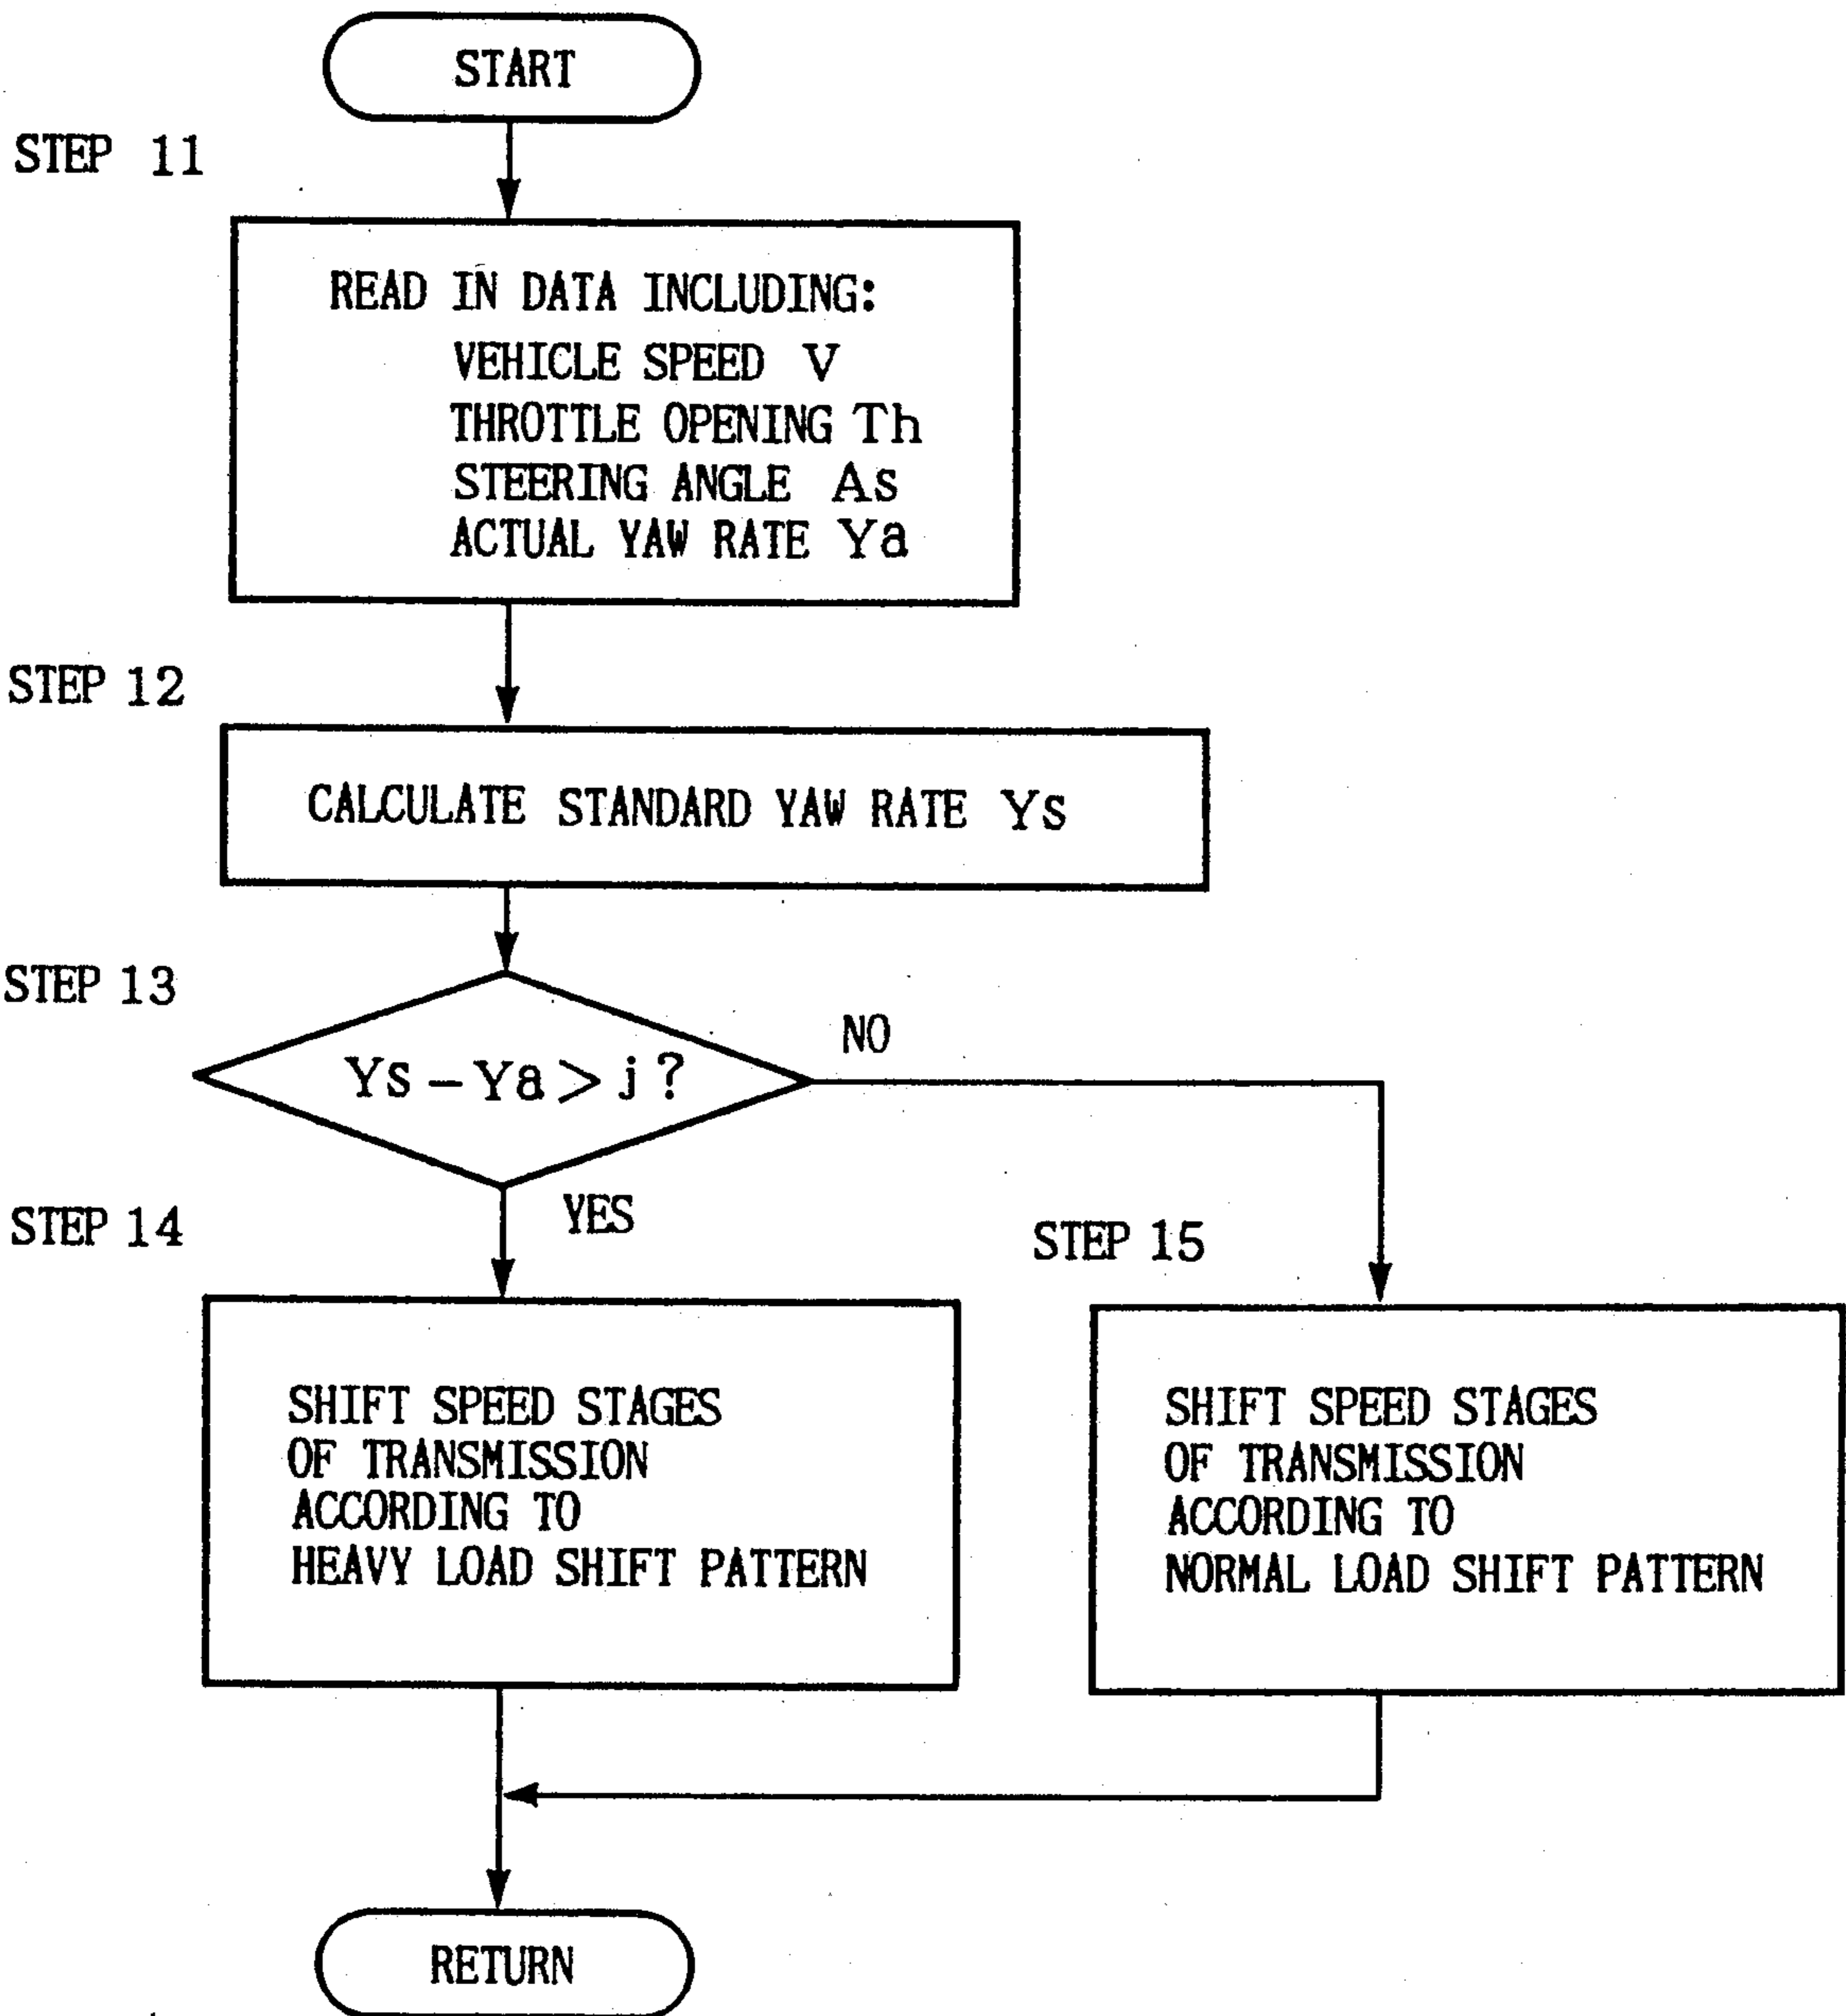 START
STEP 11
READ IN DATA INCLUDING:
VEHICLE SPEED V
THROTTLE OPENING Th
STEERING ANGLE As
ACTUAL YAW RATE Ya
STEP 12
CALCULATE STANDARD YAW RATE Ys
STEP 13
Ys - Ya > j ?
NO
YES
STEP 14
SHIFT SPEED STAGES
OF TRANSMISSION
ACCORDING TO
HEAVY LOAD SHIFT PATTERN
STEP 15
SHIFT SPEED STAGES
OF TRANSMISSION
ACCORDING TO
NORMAL LOAD SHIFT PATTERN
RETURN